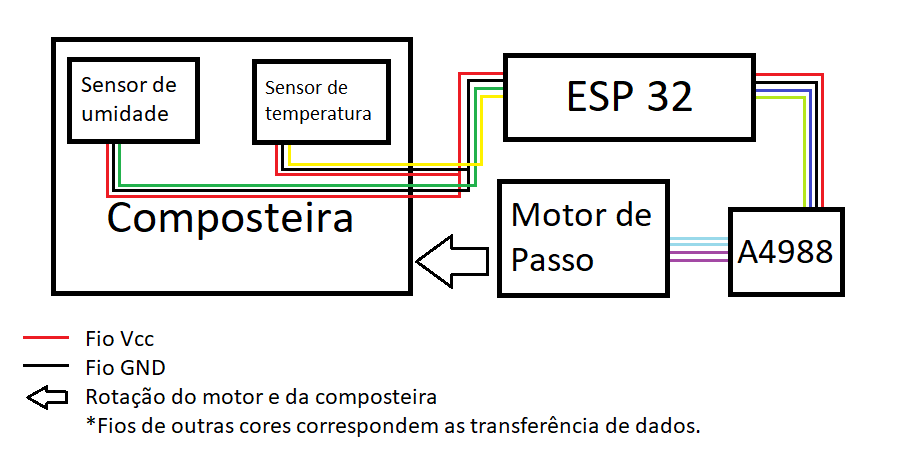 Sensor de
umidade
Sensor de
temperatura
ESP 32
Composteira
Motor de
Passo
A4988
Fio Vcc
Fio GND
Rotação do motor e da composteira
*Fios de outras cores correspondem as transferência de dados.